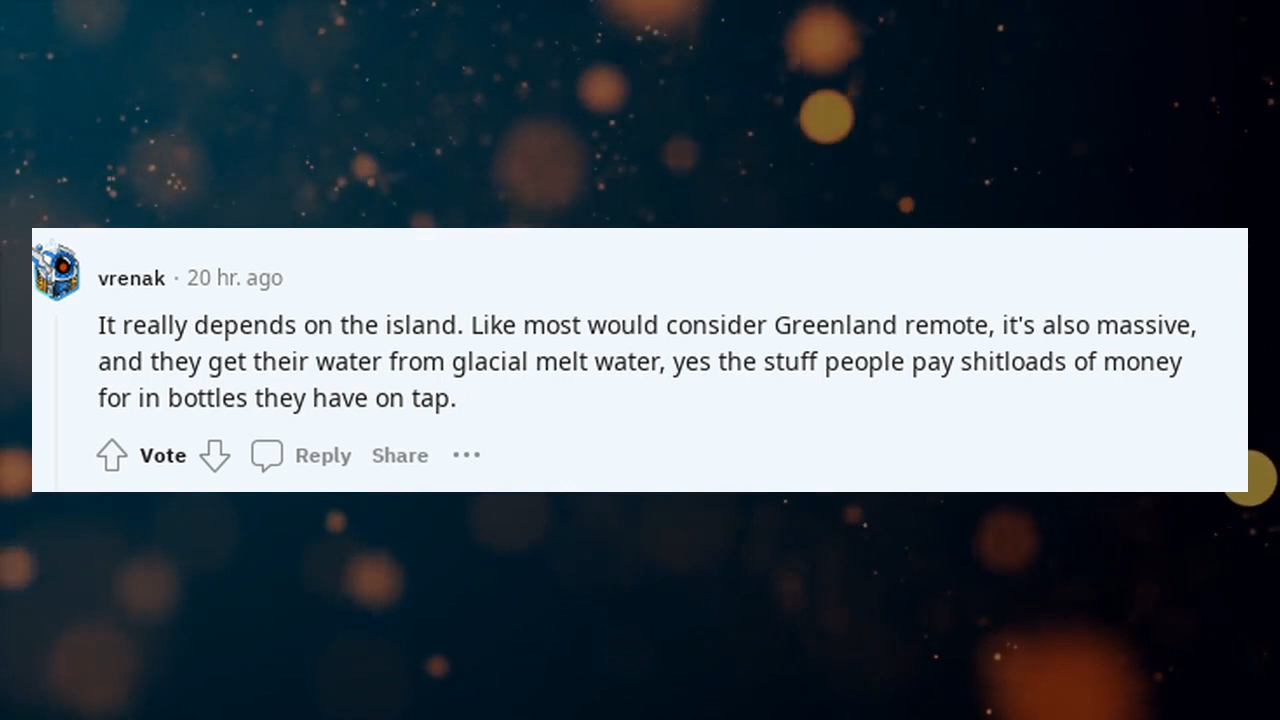 vrenak · 20 hr. ago
It really depends on the island. Like most would consider Greenland remote, it's also massive,
and they get their water from glacial melt water, yes the stuff people pay shitloads of money
for in bottles they have on tap.
Vote Reply Share ···